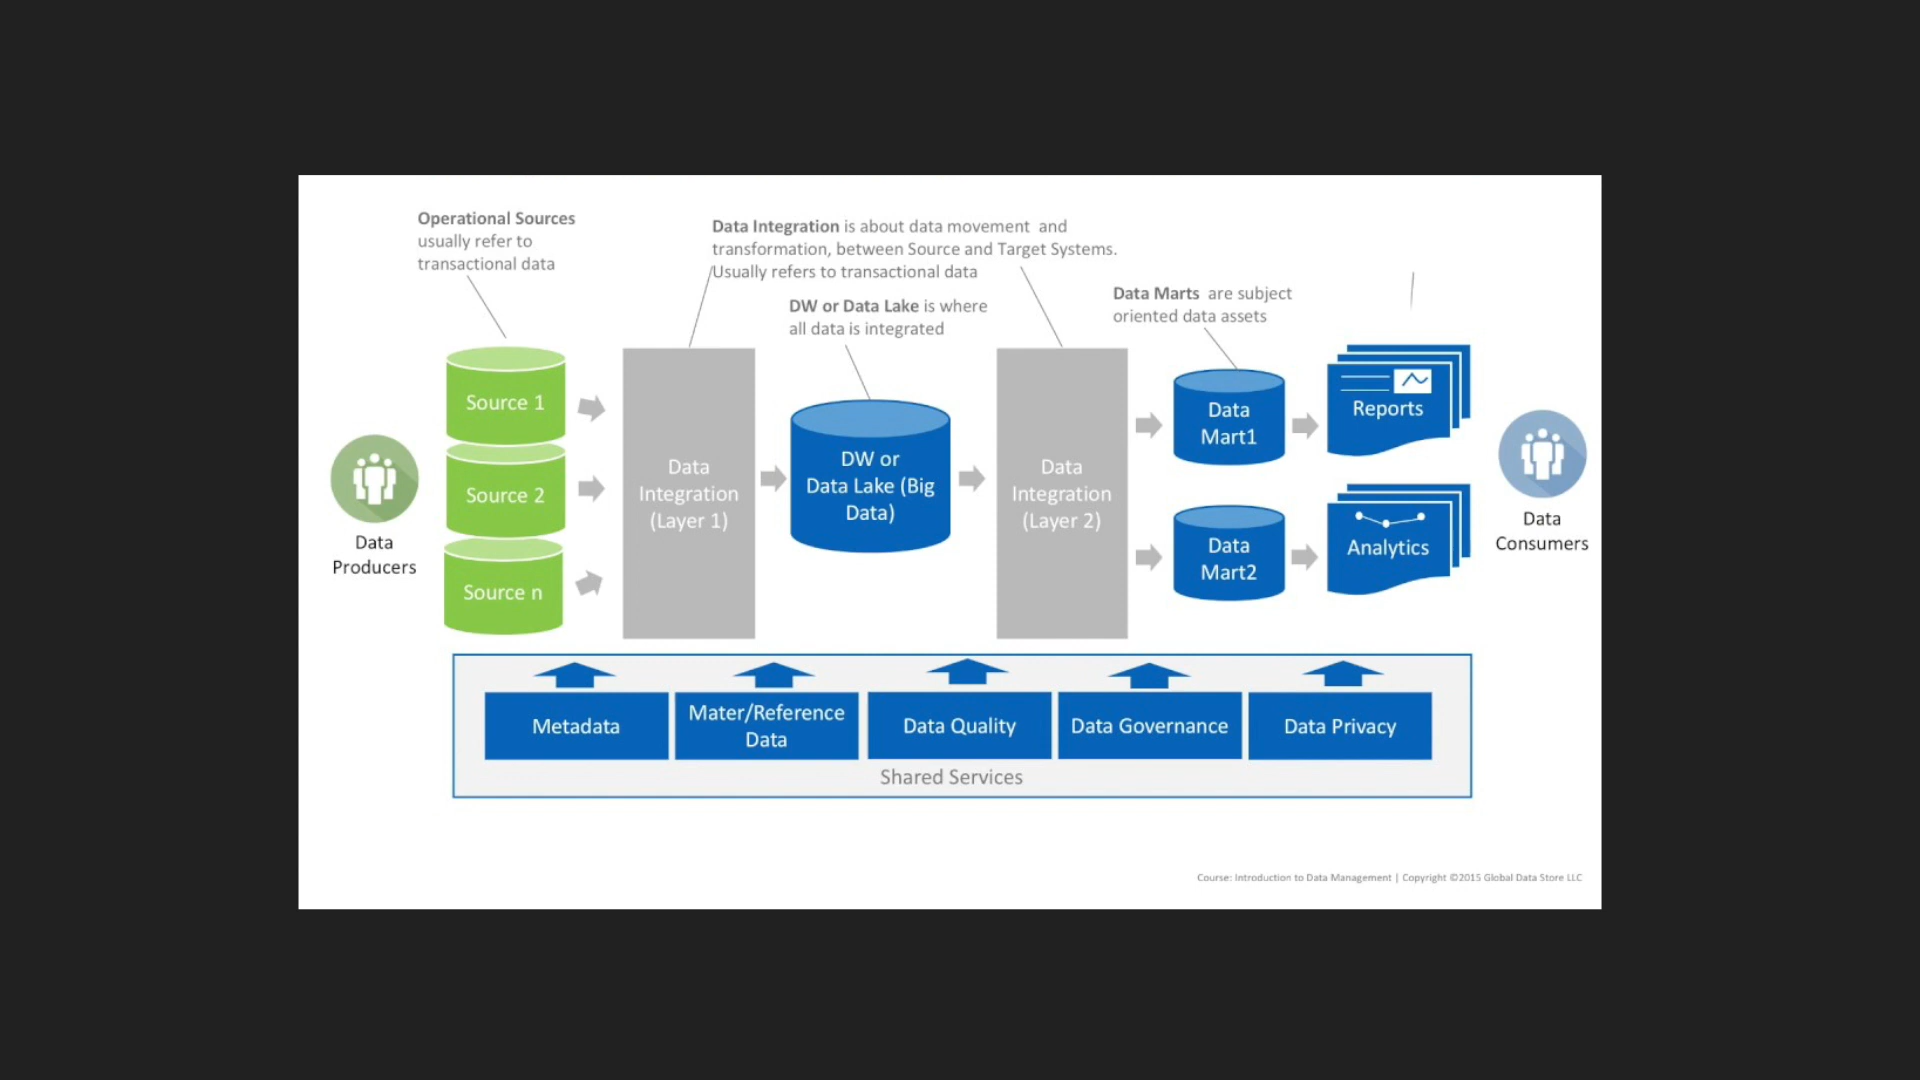 Operational Sources
usually refer to
transactional data
Data Integration is about data movement and
transformation, between Source and Target Systems.
Usually refers to transactional data
DW or Data Lake is where
all data is integrated
Data Marts are subject
oriented data assets
Data
Producers
Source 1
Source 2
Source n
Data
Integration
(Layer 1)
DW or
Data Lake (Big
Data)
Data
Integration
(Layer 2)
Data
Mart1
Data
Mart2
Reports
Analytics
Data
Consumers
Metadata
Mater/Reference
Data
Data Quality
Data Governance
Data Privacy
Shared Services
Course: Introduction to Data Management | Copyright ©2015 Global Data Store LLC